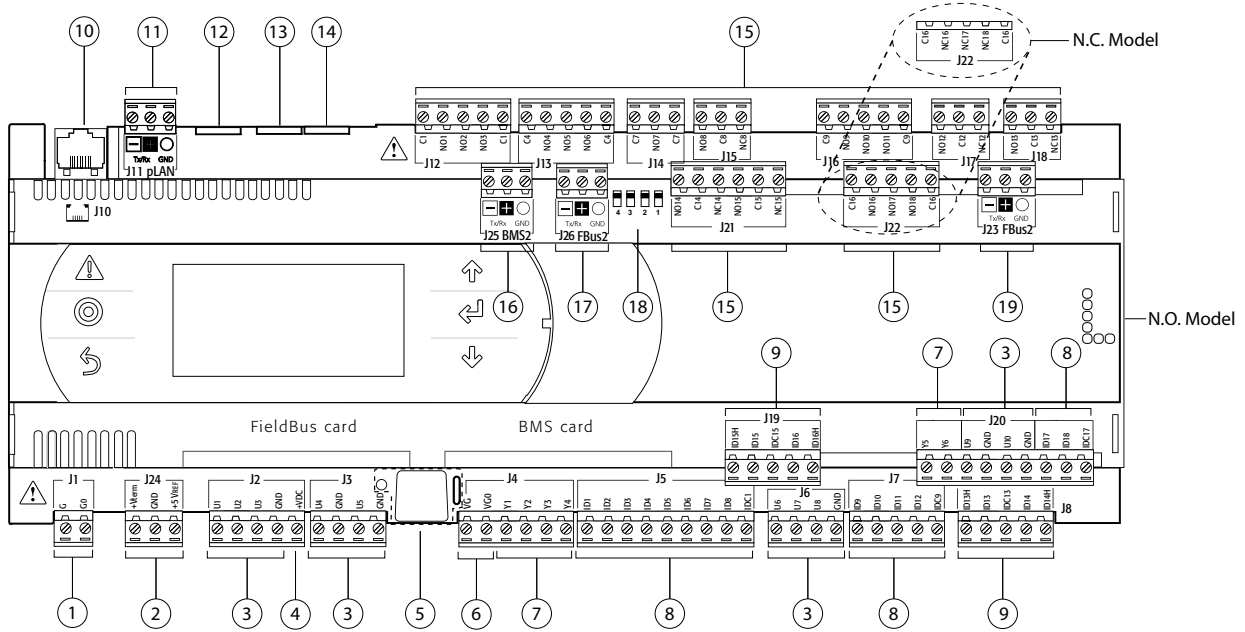 10 11 12 13 14 15
C16 NC16 NC17 NC18 C16
J22
N.C. Model
C1 NO1 NO2 NO3 C1
J12
C4 NO4 NO5 NO6 C4
J13
C7 NO7 C7
J14
NO8 C8 NC8
J15
C9 NO9 NO10 NO11 C9
J16
NO12 C12 NC12
J17
NO13 C13 NC13
J18
Tx/Rx GND
J11 pLAN
J10
Tx/Rx GND
J25 BMS2
Tx/Rx GND
J26 FBus2
4 3 2 1
NO14 C14 NC14 NO15 C15 NC15
J21
C16 NO16 NO17 NO18 C16
J22
Tx/Rx GND
J23 FBus2
16 17 18 15 15 19
N.O. Model
9 7 3 8
J19
ID15H ID15 IDC15 ID16 ID16H
J20
Y5 Y6 U9 GND U10 GND ID17 ID18 IDC17
FieldBus card
BMS card
J1
G G0
J24
+Vterm GND +5 VREF
J2
U1 U2 U3 GND +VDC
J3
U4 GND U5 GND
J4
VG VG0 Y1 Y2 Y3 Y4
J5
ID1 ID2 ID3 ID4 ID5 ID6 ID7 ID8 IDC1
J6
U6 U7 U8 GND
J7
ID9 ID10 ID11 ID12 IDC9
ID13H ID13 IDC13 ID14 ID14H
J8
1 2 3 4 3 5 6 7 8 3 8 9